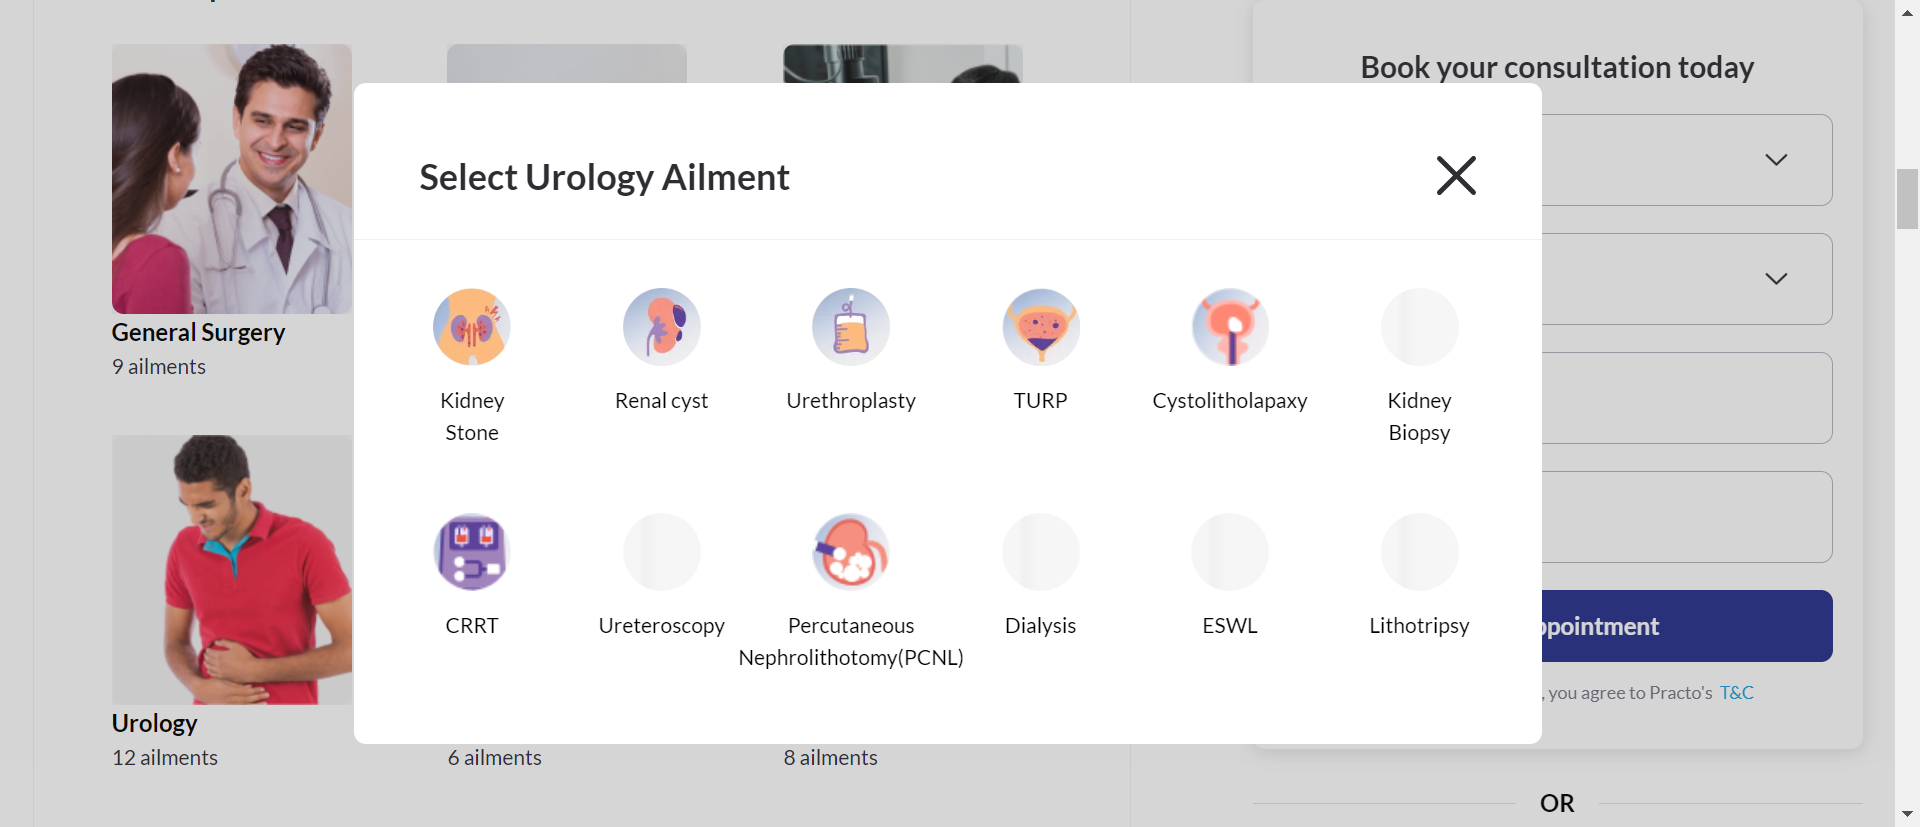 Book your consultation today
Select Urology Ailment
General Surgery
9 ailments
Kidney
Stone
Renal cyst
Urethroplasty
TURP
Cystolitholapaxy
Kidney
Biopsy
CRRT
Ureteroscopy
Percutaneous
Nephrolithotomy(PCNL)
Dialysis
ESWL
Lithotripsy
ppointment
, you agree to Practo's T&C
Urology
12 ailments
6 ailments
8 ailments
OR